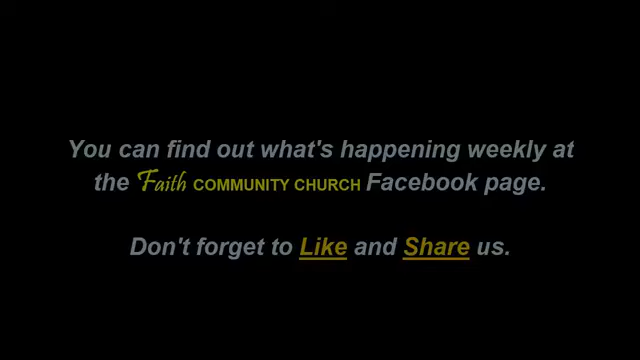 You can find out what's happening weekly at
the Faith COMMUNITY CHURCH Facebook page.
Don't forget to Like and Share us.